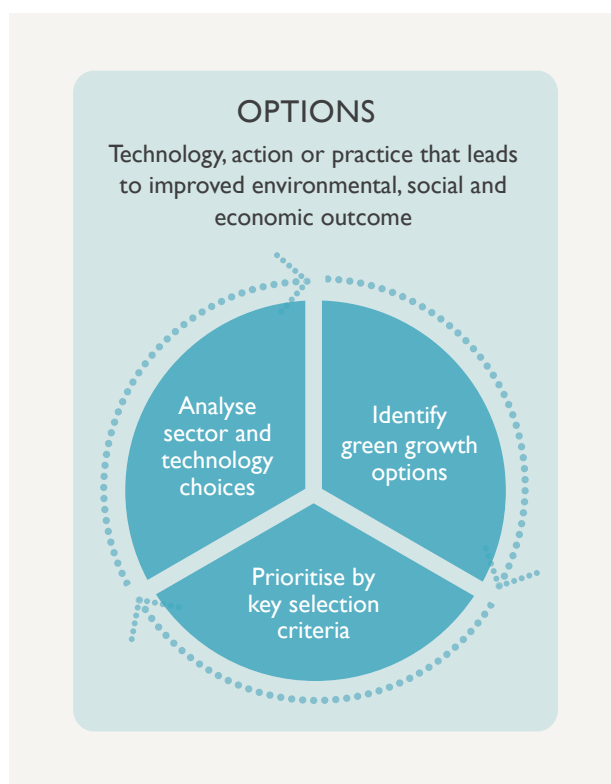 OPTIONS
Technology, action or practice that leads
to improved environmental, social and
economic outcome
Analyse
sector and
technology
choices
Identify
green growth
options
Prioritise by
key selection
criteria